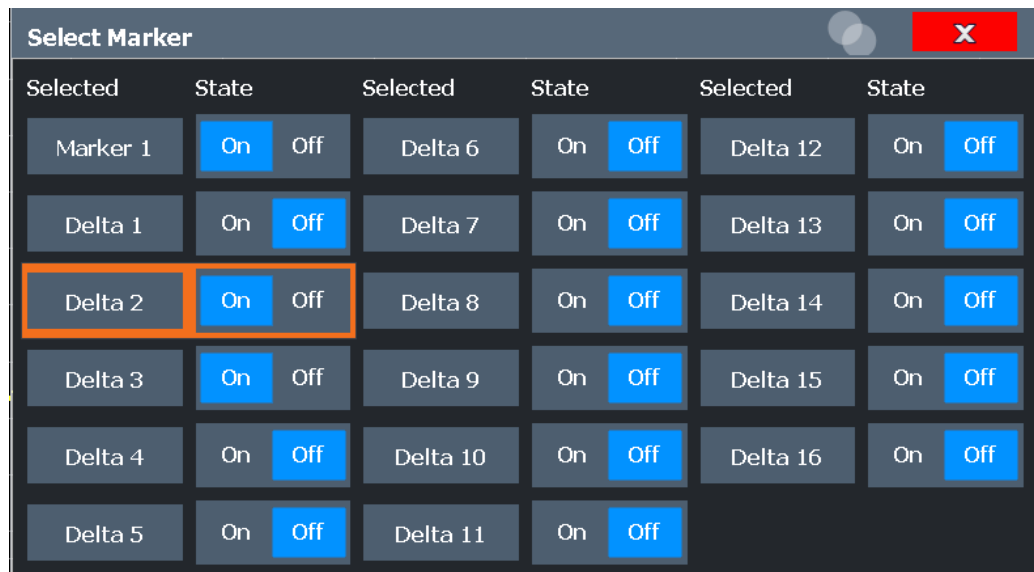 Select Marker X
Selected State Selected State Selected State
Marker 1 On Off Delta 6 On Off Delta 12 On Off
Delta 1 On Off Delta 7 On Off Delta 13 On Off
Delta 2 On Off Delta 8 On Off Delta 14 On Off
Delta 3 On Off Delta 9 On Off Delta 15 On Off
Delta 4 On Off Delta 10 On Off Delta 16 On Off
Delta 5 On Off Delta 11 On Off